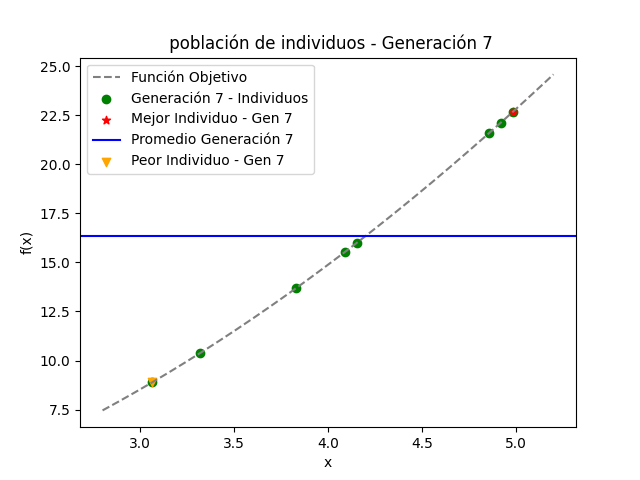 población de individuos - Generación 7
Función Objetivo
Generación 7 - Individuos
Mejor Individuo - Gen 7
Promedio Generación 7
Peor Individuo - Gen 7
25.0
22.5
20.0
17.5
15.0
12.5
10.0
7.5
f(x)
3.0 3.5 4.0 4.5 5.0
x